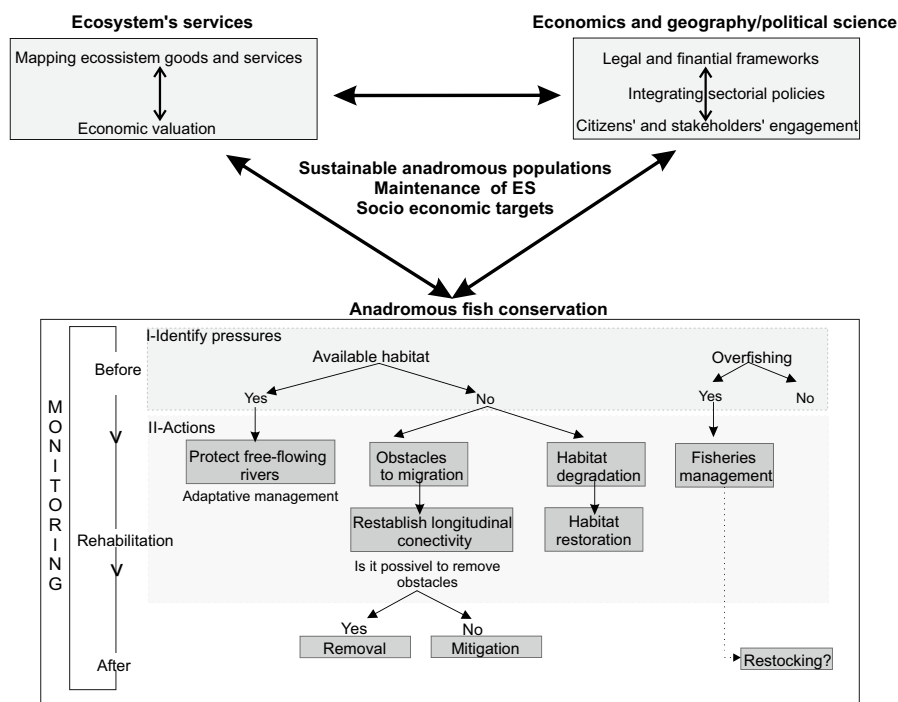 Ecosystem's services
Economics and geography/political science
Mapping ecossistem goods and services
Economic valuation
Legal and finantial frameworks
Integrating sectorial policies
Citizens' and stakeholders' engagement
Sustainable anadromous populations
Maintenance of ES
Socio economic targets
Anadromous fish conservation
MONITORING
Before
Rehabilitation
After
I-Identify pressures
Available habitat
Overfishing
Yes
No
Yes
No
II-Actions
Protect free-flowing
rivers
Adaptative management
Obstacles
to migration
Habitat
degradation
Fisheries
management
Restablish longitudinal
conectivity
Habitat
restoration
Is it possivel to remove
obstacles
Yes
No
Removal
Mitigation
Restocking?